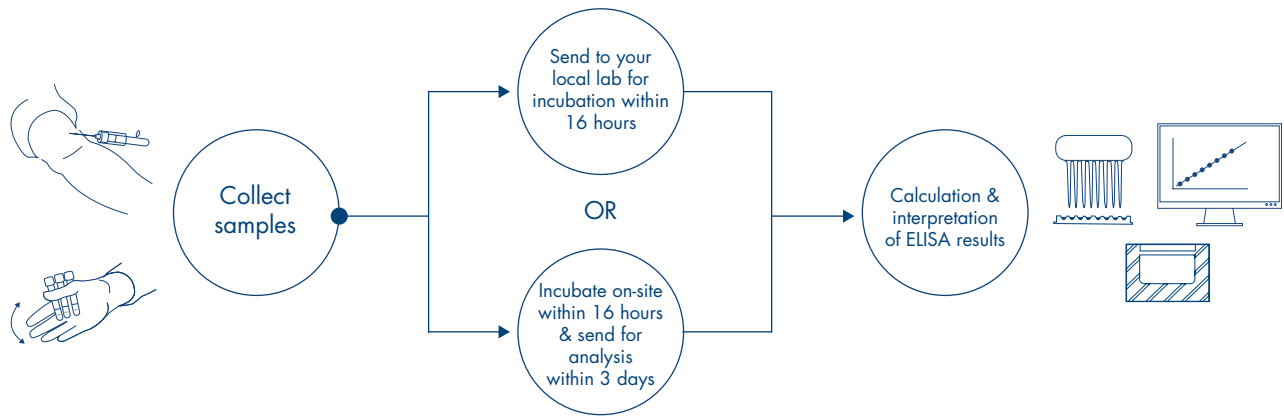 Collect
samples
Send to your
local lab for
incubation within
16 hours
OR
Incubate on-site
within 16 hours
& send for
analysis
within 3 days
Calculation &
interpretation
of ELISA results